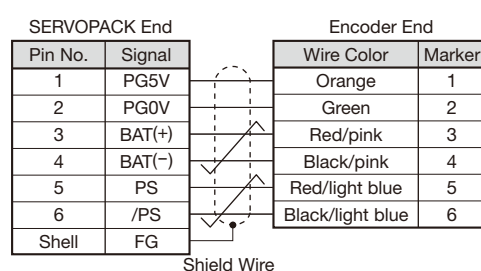 SERVOPACK End Encoder End
Pin No. Signal Wire Color Marker
1 PG5V Orange 1
2 PG0V Green 2
3 BAT(+) Red/pink 3
4 BAT(−) Black/pink 4
5 PS Red/light blue 5
6 /PS Black/light blue 6
Shell FG
Shield Wire